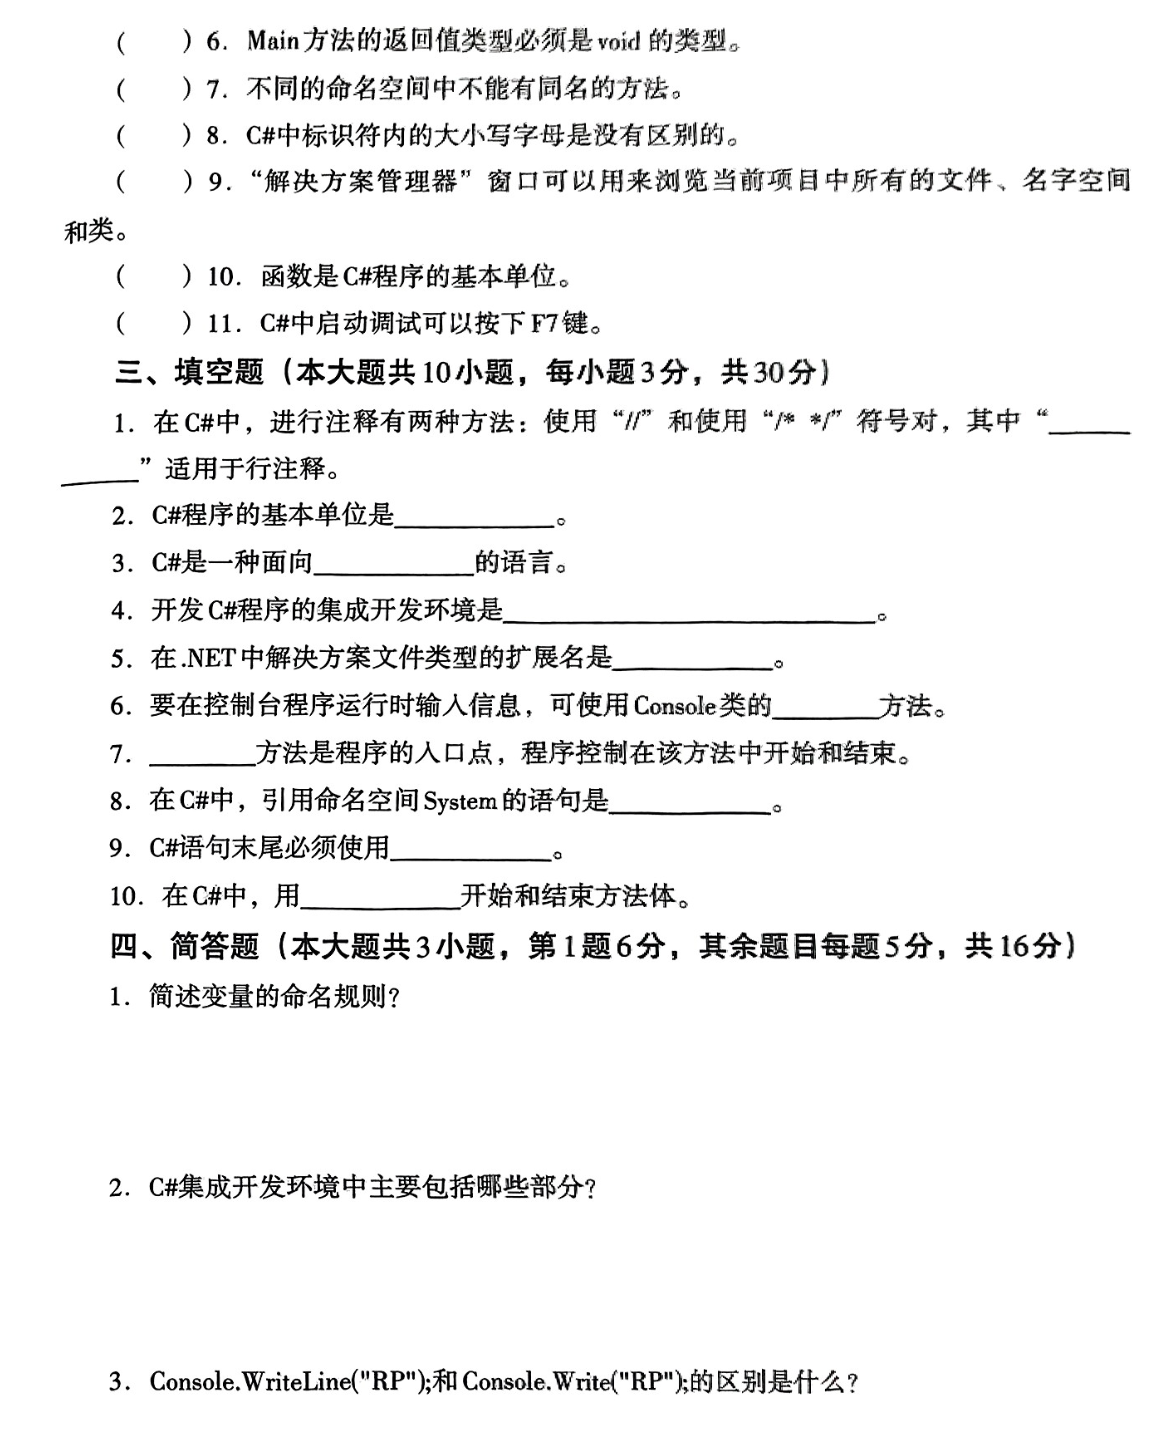 (    ) 6. Main方法的返回值类型必须是void 的类型。
(    ) 7. 不同的命名空间中不能有同名的方法。
(    ) 8. C#中标识符内的大小写字母是没有区别的。
(    ) 9. “解决方案管理器”窗口可以用来浏览当前项目中所有的文件、名字空间
和类。
(    ) 10. 函数是C#程序的基本单位。
(    ) 11. C#中启动调试可以按下F7键。
三、填空题（本大题共10小题，每小题3分，共30分）
1. 在C#中，进行注释有两种方法：使用“//”和使用“/* */”符号对，其中“______
______”适用于行注释。
2. C#程序的基本单位是____________。
3. C#是一种面向____________的语言。
4. 开发C#程序的集成开发环境是____________________________。
5. 在.NET中解决方案文件类型的扩展名是____________。
6. 要在控制台程序运行时输入信息，可使用Console类的________方法。
7. ________方法是程序的入口点，程序控制在该方法中开始和结束。
8. 在C#中，引用命名空间System的语句是____________。
9. C#语句末尾必须使用____________。
10. 在C#中，用____________开始和结束方法体。
四、简答题（本大题共3小题，第1题6分，其余题目每题5分，共16分）
1. 简述变量的命名规则?
2. C#集成开发环境中主要包括哪些部分?
3. Console.WriteLine("RP");和Console.Write("RP");的区别是什么?